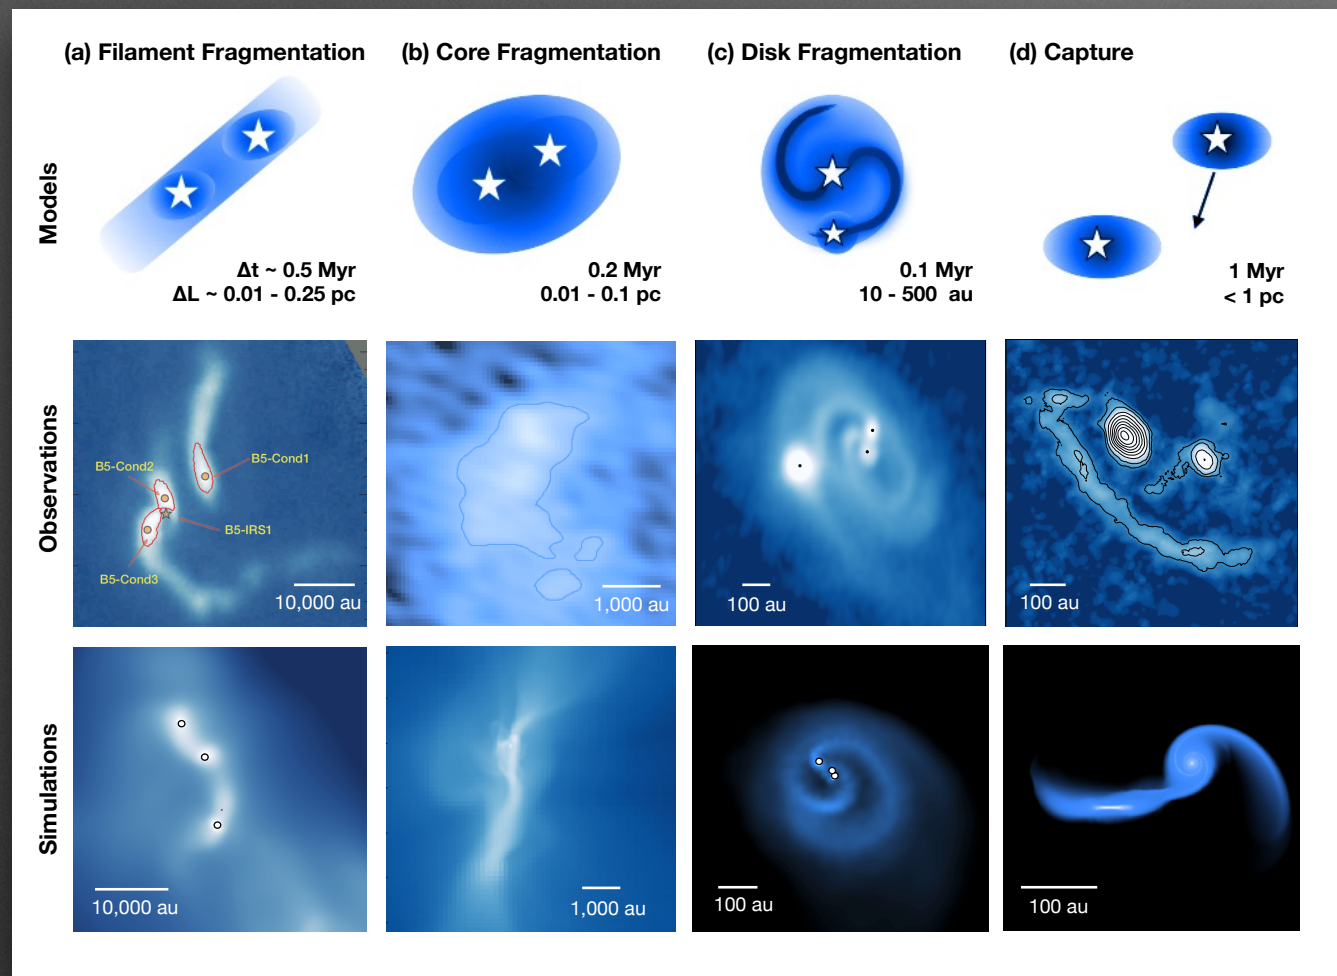 (a) Filament Fragmentation
(b) Core Fragmentation
(c) Disk Fragmentation
(d) Capture
Models
Δt ~ 0.5 Myr
ΔL ~ 0.01 - 0.25 pc
0.2 Myr
0.01 - 0.1 pc
0.1 Myr
10 - 500 au
1 Myr
< 1 pc
Observations
B5-Cond2
B5-Cond1
B5-IRS1
B5-Cond3
10,000 au
1,000 au
100 au
100 au
Simulations
10,000 au
1,000 au
100 au
100 au